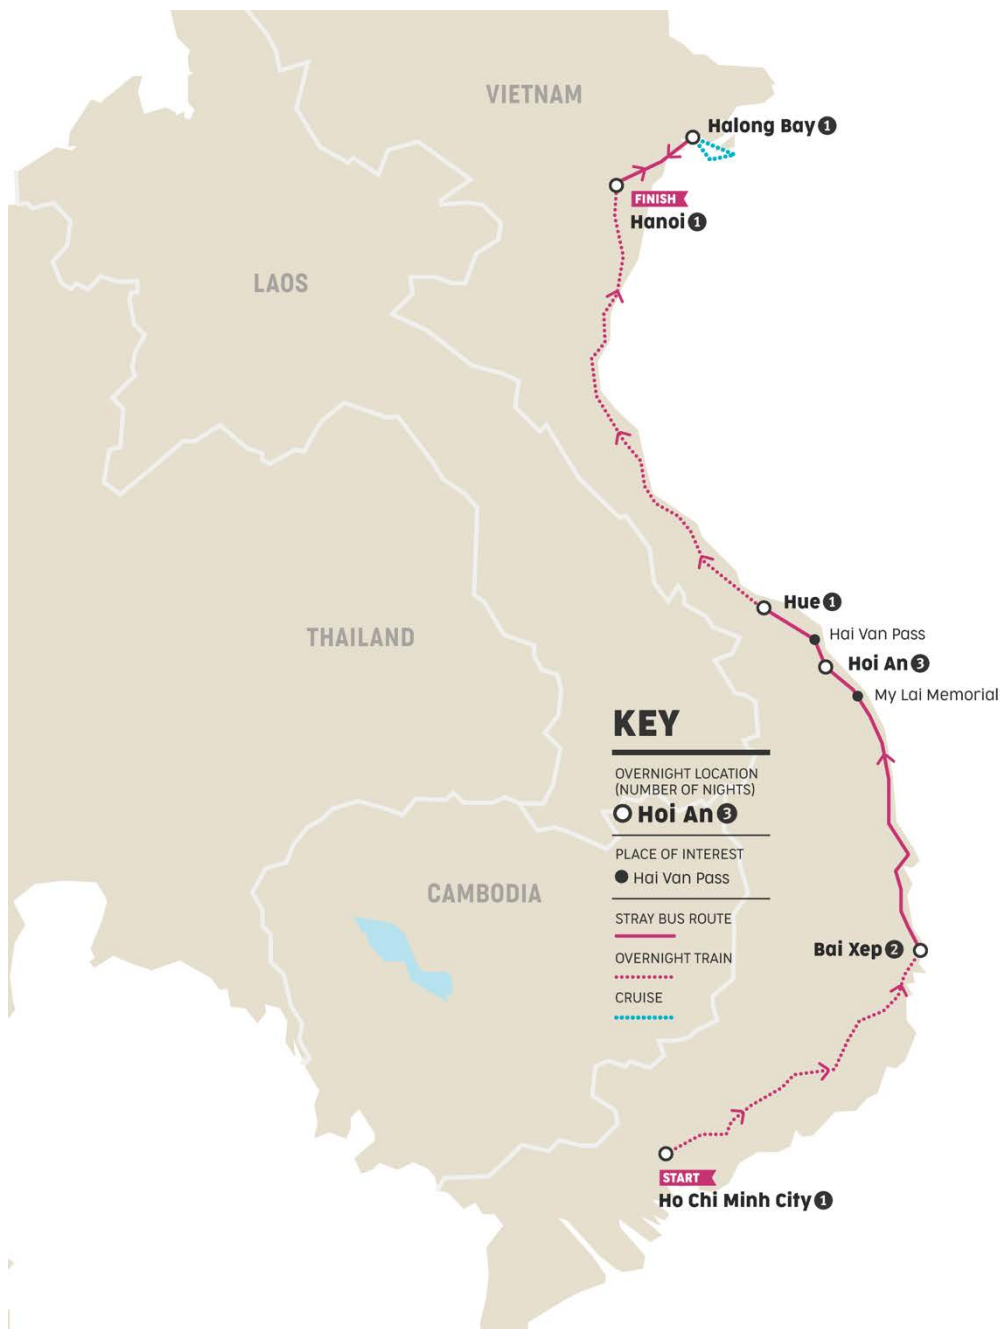 VIETNAM
Halong Bay 1
FINISH
Hanoi 1
LAOS
Hue 1
Hai Van Pass
THAILAND
Hoi An 3
My Lai Memorial
KEY
OVERNIGHT LOCATION
(NUMBER OF NIGHTS)
Hoi An 3
PLACE OF INTEREST
Hai Van Pass
CAMBODIA
STRAY BUS ROUTE
Bai Xep 2
OVERNIGHT TRAIN
CRUISE
START
Ho Chi Minh City 1